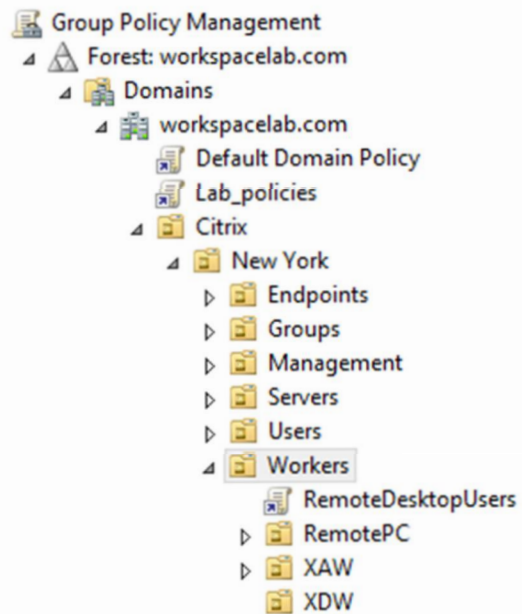 Group Policy Management
Forest: workspacelab.com
Domains
workspacelab.com
Default Domain Policy
Lab_policies
Citrix
New York
Endpoints
Groups
Management
Servers
Users
Workers
RemoteDesktopUsers
RemotePC
XAW
XDW